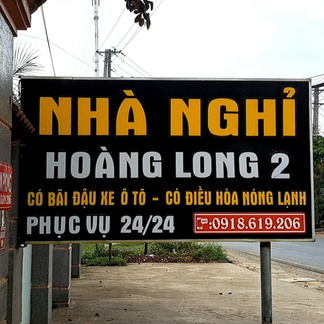 NHÀ NGHỈ
HOÀNG LONG 2
CÓ BÃI ĐẬU XE Ô TÔ - CÓ ĐIỀU HÒA NÓNG LẠNH
PHỤC VỤ 24/24 :0918.619.206